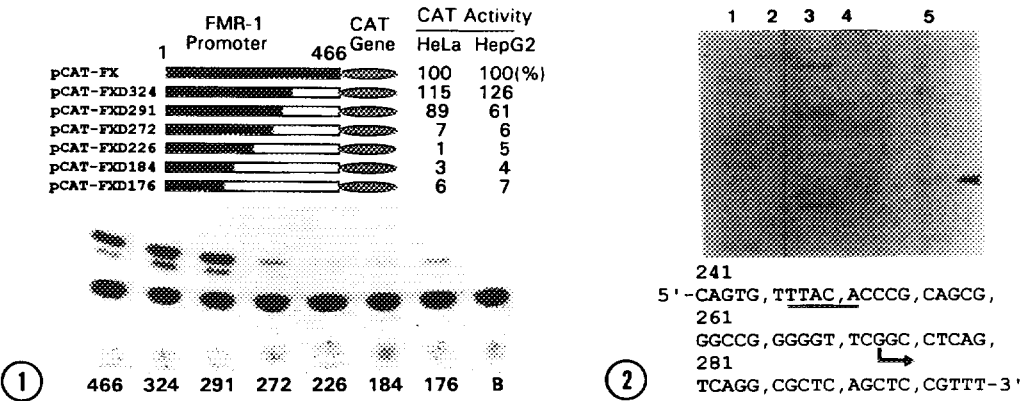 FMR-1 Promoter
CAT Gene
CAT Activity
1 466
HeLa HepG2
pCAT-FX 100 100(%)
pCAT-FXD324 115 126
pCAT-FXD291 89 61
pCAT-FXD272 7 6
pCAT-FXD226 1 5
pCAT-FXD184 3 4
pCAT-FXD176 6 7
466 324 291 272 226 184 176 B
1
1 2 3 4 5
241
5'-CAGTG,TTTAC,ACCCG,CAGCG,
261
GGCCG,GGGGT,TCGGC,CTCAG,
281
TCAGG,CGCTC,AGCTC,CGTTT-3'
2